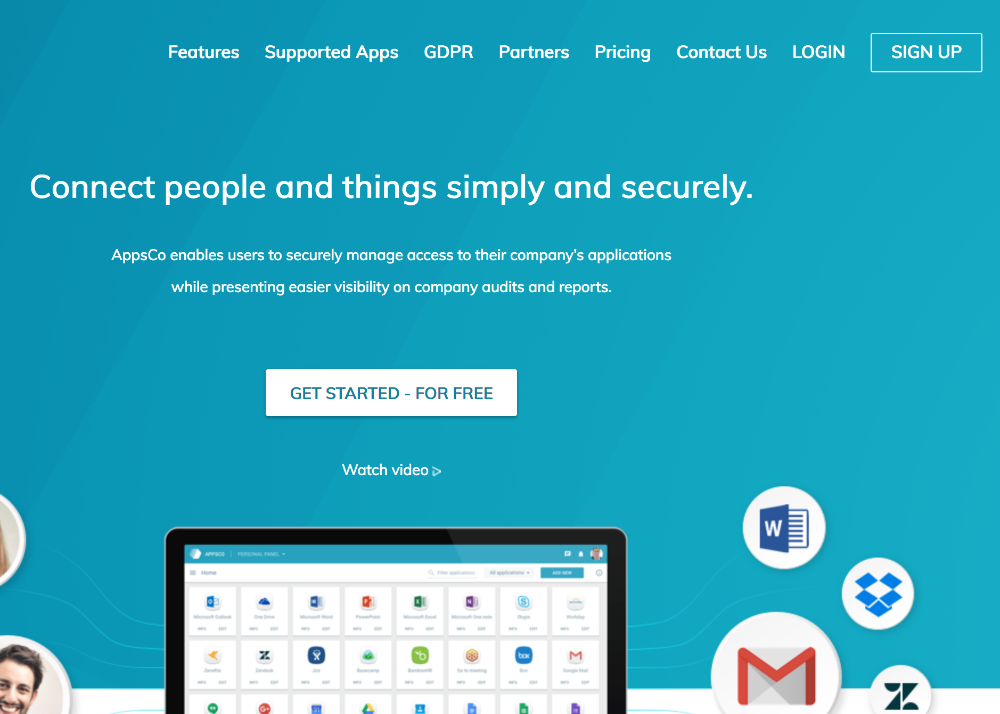 Features Supported Apps GDPR Partners Pricing Contact Us LOGIN SIGN UP
Connect people and things simply and securely.
AppsCo enables users to securely manage access to their company's applications
while presenting easier visibility on company audits and reports.
GET STARTED - FOR FREE
Watch video
W
APPSCO PERSONAL PANEL
Home Filter applications All applications ADD NEW
Microsoft Outlook One Drive Microsoft Word PowerPoint Microsoft Excel Microsoft One note Skype Workday
INFO EDIT INFO EDIT INFO EDIT INFO EDIT INFO EDIT INFO EDIT INFO EDIT INFO EDIT
box
Zenefits Zendesk Jira Basecamp BambooHR Go to meeting Box Google Mail
INFO EDIT INFO EDIT INFO EDIT INFO EDIT INFO EDIT INFO EDIT INFO EDIT INFO EDIT
G+ 31